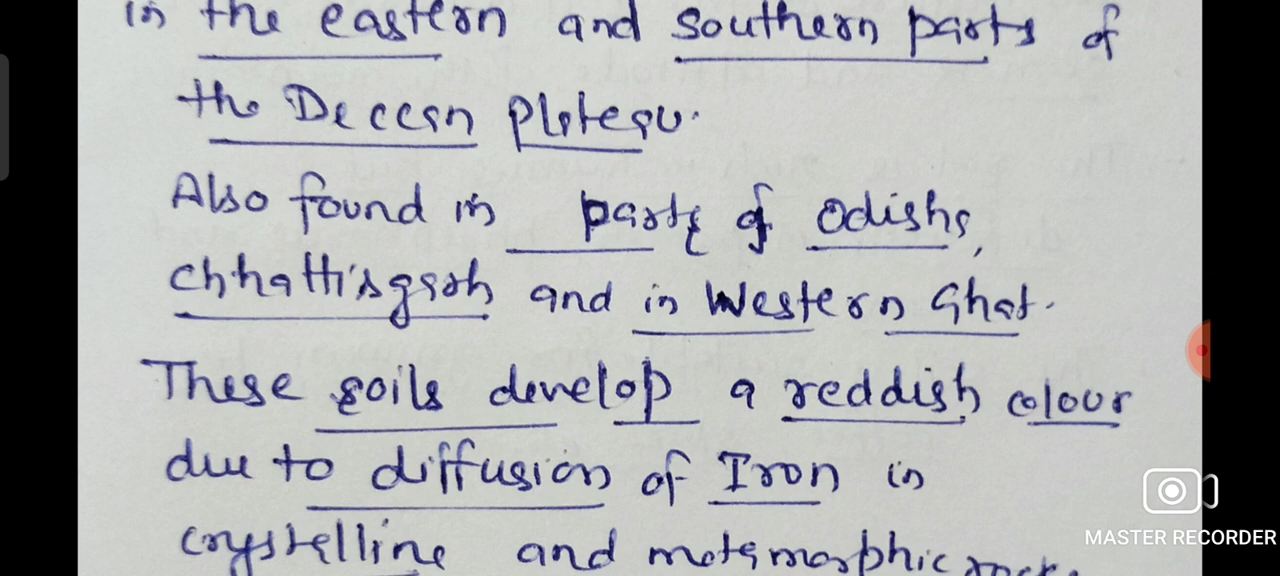 in the eastern and southern parts of
the Deccan Plateau.
Also found in parts of Odisha,
Chhattisgarh and in Western Ghat.
These soils develop a reddish colour
due to diffusion of Iron in
crystalline and metamorphic rocks.
MASTER RECORDER